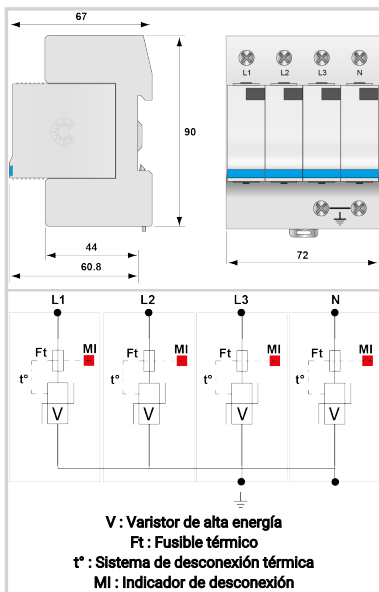 67
90
44
60.8
L1 L2 L3 N
72
L1 L2 L3 N
Ft MI Ft MI Ft MI Ft MI
t° t° t° t°
V V V V
V : Varistor de alta energía
Ft : Fusible térmico
t° : Sistema de desconexión térmica
MI : Indicador de desconexión